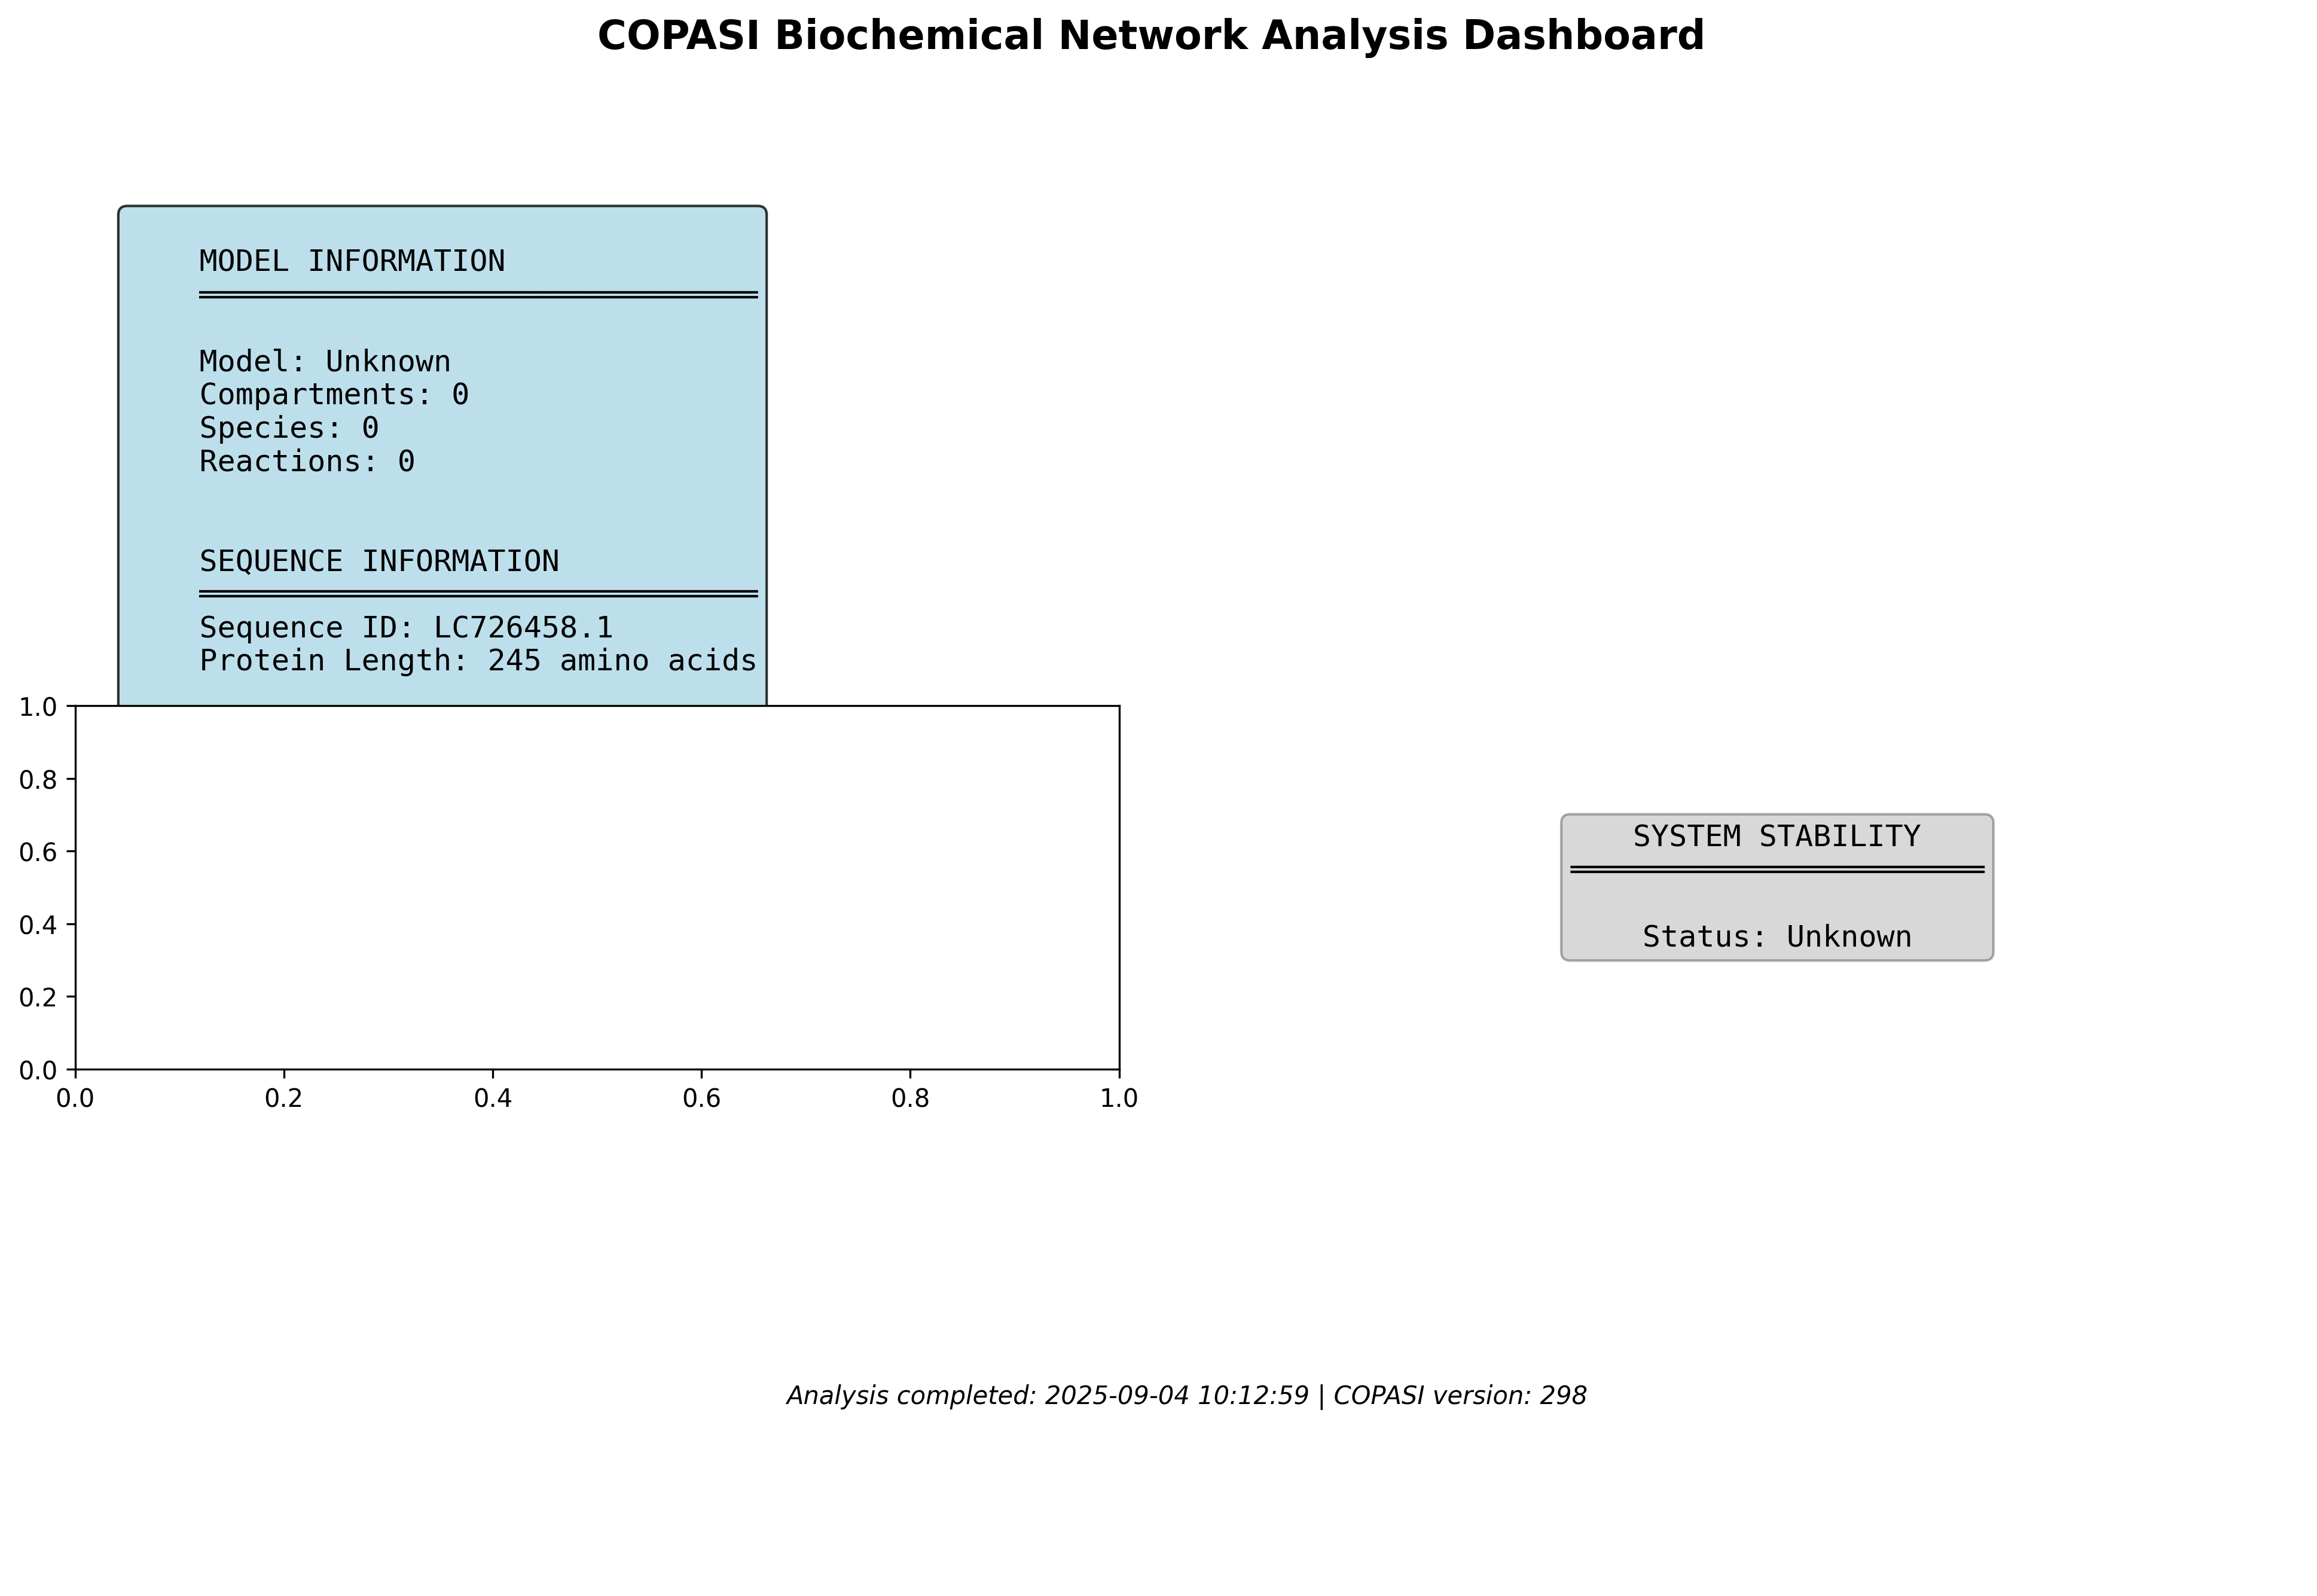 COPASI Biochemical Network Analysis Dashboard
MODEL INFORMATION
Model: Unknown
Compartments: 0
Species: 0
Reactions: 0
SEQUENCE INFORMATION
Sequence ID: LC726458.1
Protein Length: 245 amino acids
1.0
0.8
0.6
0.4
0.2
0.0
0.0 0.2 0.4 0.6 0.8 1.0
SYSTEM STABILITY
Status: Unknown
Analysis completed: 2025-09-04 10:12:59 | COPASI version: 298